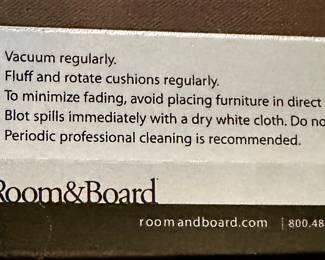 Vacuum regularly.
Fluff and rotate cushions regularly.
To minimize fading, avoid placing furniture in direct
Blot spills immediately with a dry white cloth. Do no
Periodic professional cleaning is recommended.
Room&Board
roomandboard.com | 800.48